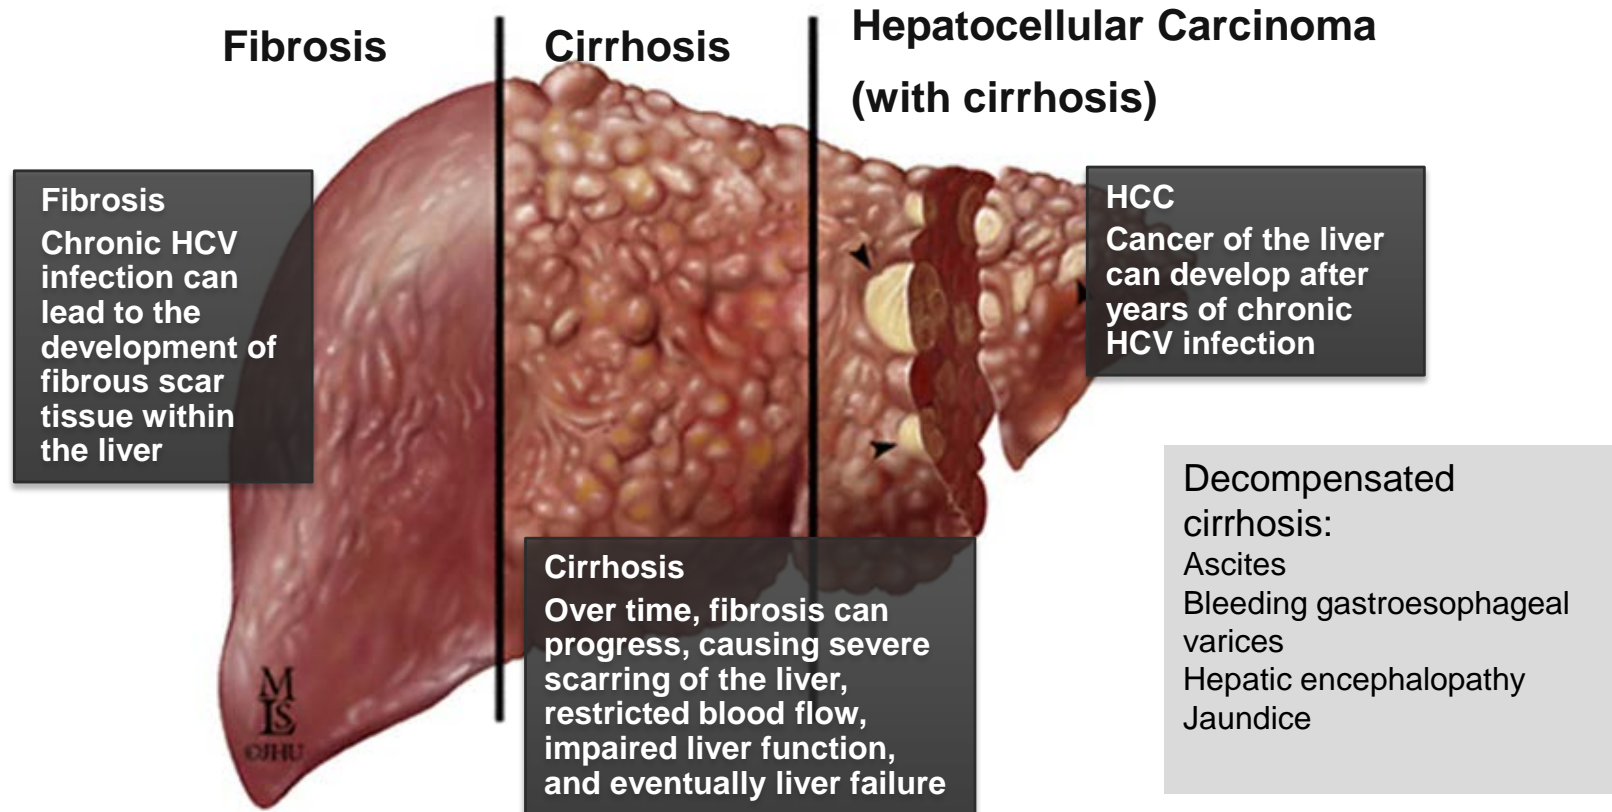 Fibrosis
Cirrhosis
Hepatocellular Carcinoma
(with cirrhosis)
Fibrosis
Chronic HCV
infection can
lead to the
development of
fibrous scar
tissue within
the liver
HCC
Cancer of the liver
can develop after
years of chronic
HCV infection
Cirrhosis
Over time, fibrosis can
progress, causing severe
scarring of the liver,
restricted blood flow,
impaired liver function,
and eventually liver failure
Decompensated
cirrhosis:
Ascites
Bleeding gastroesophageal
varices
Hepatic encephalopathy
Jaundice
©JHU